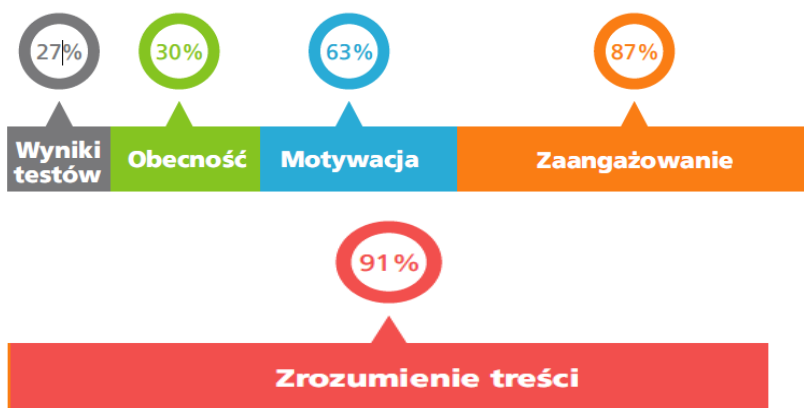 27% 30% 63% 87%
Wyniki
testów
Obecność
Motywacja
Zaangażowanie
91%
Zrozumienie treści